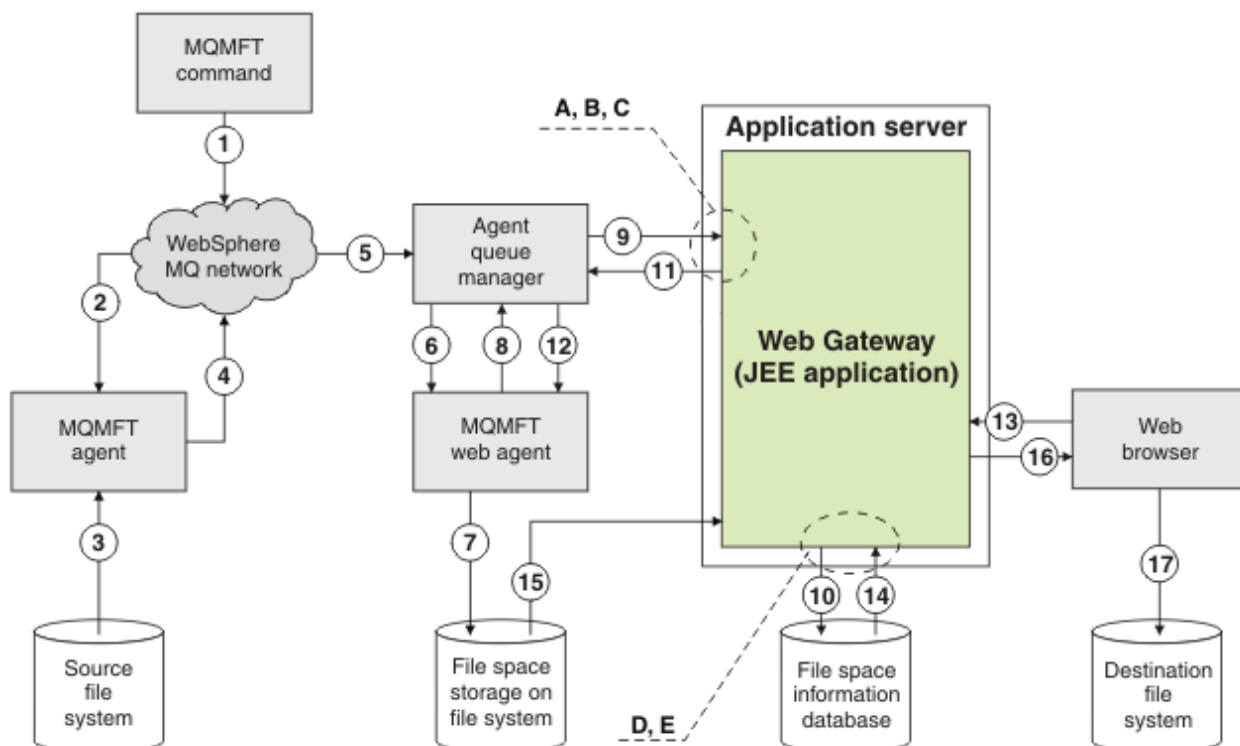 MQMFT
command
1
A, B, C
Application server
WebSphere
MQ network
5
Agent
queue
manager
9
11
2
4
6
8
12
Web Gateway
(JEE application)
MQMFT
agent
MQMFT
web agent
13
16
Web
browser
3
7
15
10
14
17
Source
file
system
File space
storage on
file system
D, E
File space
information
database
Destination
file
system